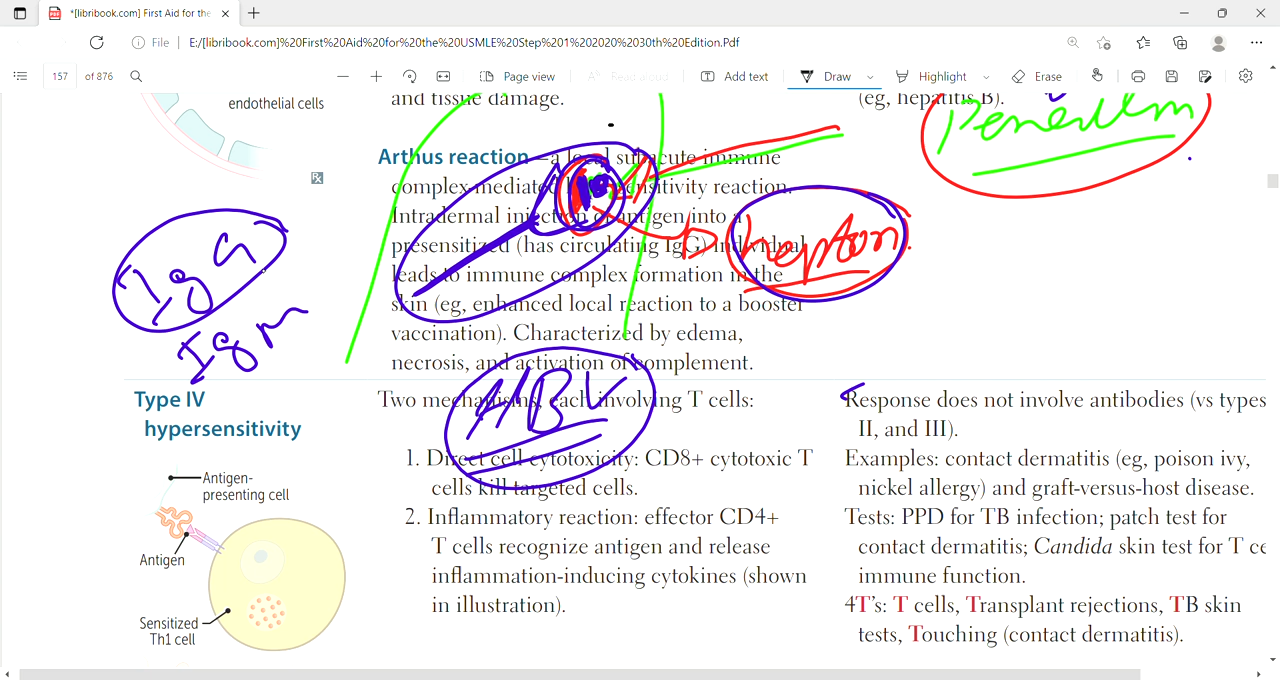 *[libribook.com] First Aid for the
File E:/[libribook.com]%20First%20Aid%20for%20the%20USMLE%20Step%201%202020%2030th%20Edition.Pdf
157 of 876 Page view Read aloud Add text Draw Highlight Erase
endothelial cells
and tissue damage.
(eg, hepatitis B).
Arthus reaction—a local subacute immune
complex-mediated hypersensitivity reaction.
Intradermal injection of antigen into a
presensitized (has circulating IgG) individual
leads to immune complex formation in the
skin (eg, enhanced local reaction to a booster
vaccination). Characterized by edema,
necrosis, and activation of complement.
Rx
IgG
IgM
hepten
HBV
Type IV
hypersensitivity
Antigen-
presenting cell
Antigen
Sensitized
Th1 cell
Two mechanisms, each involving T cells:
1. Direct cell cytotoxicity: CD8+ cytotoxic T
cells kill targeted cells.
2. Inflammatory reaction: effector CD4+
T cells recognize antigen and release
inflammation-inducing cytokines (shown
in illustration).
Response does not involve antibodies (vs types
II, and III).
Examples: contact dermatitis (eg, poison ivy,
nickel allergy) and graft-versus-host disease.
Tests: PPD for TB infection; patch test for
contact dermatitis; Candida skin test for T ce
immune function.
4T's: T cells, Transplant rejections, TB skin
tests, Touching (contact dermatitis).